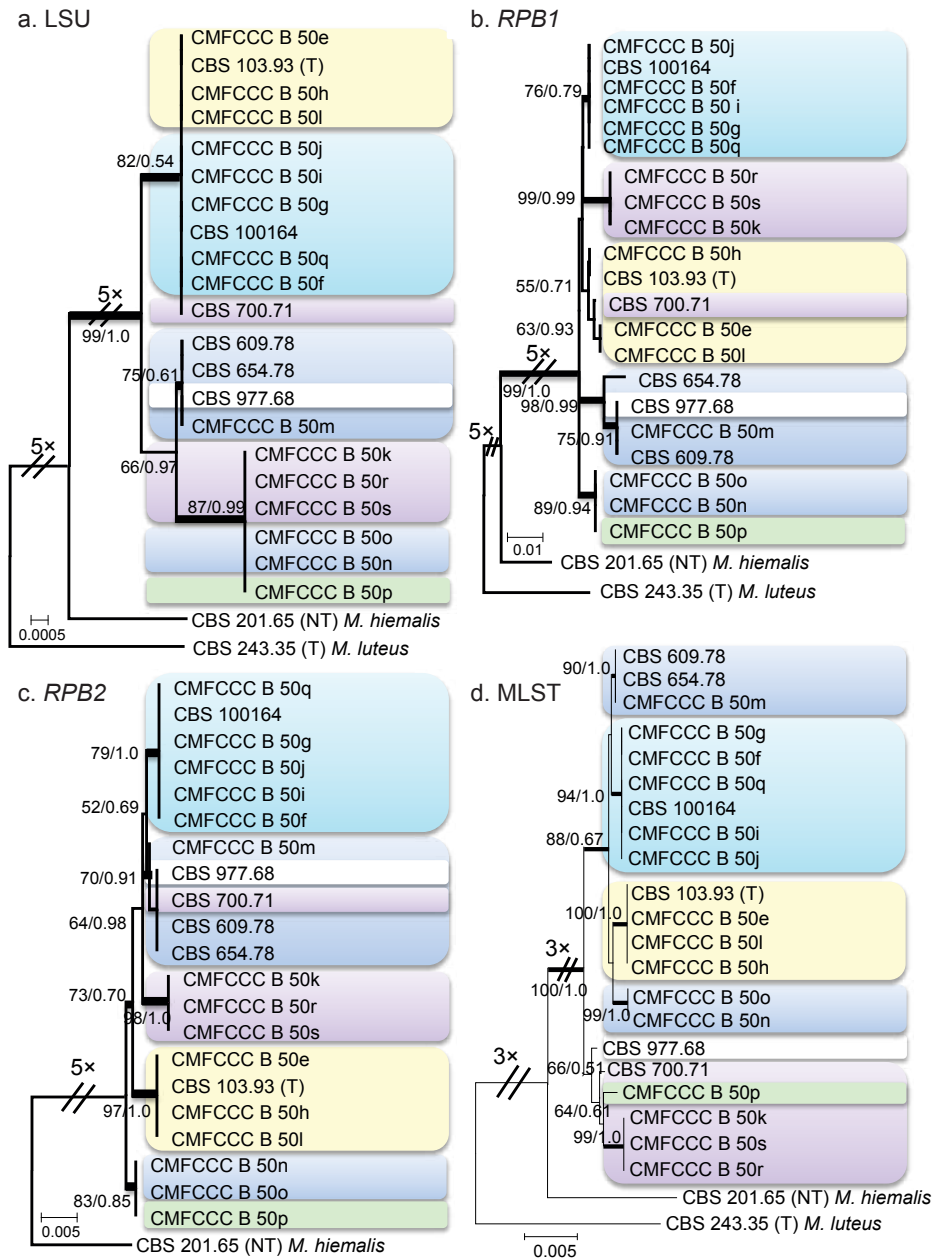 a. LSU
CMFCCC B 50e
CBS 103.93 (T)
CMFCCC B 50h
CMFCCC B 50l
CMFCCC B 50j
82/0.54
CMFCCC B 50i
CMFCCC B 50g
CBS 100164
CMFCCC B 50q
CMFCCC B 50f
5×
CBS 700.71
99/1.0
CBS 609.78
CBS 654.78
75/0.61
CBS 977.68
CMFCCC B 50m
5×
CMFCCC B 50k
66/0.97
CMFCCC B 50r
87/0.99
CMFCCC B 50s
CMFCCC B 50o
CMFCCC B 50n
CMFCCC B 50p
CBS 201.65 (NT) M. hiemalis
0.0005
CBS 243.35 (T) M. luteus
b. RPB1
CMFCCC B 50j
CBS 100164
76/0.79
CMFCCC B 50f
CMFCCC B 50 i
CMFCCC B 50g
CMFCCC B 50q
CMFCCC B 50r
99/0.99
CMFCCC B 50s
CMFCCC B 50k
CMFCCC B 50h
CBS 103.93 (T)
55/0.71
CBS 700.71
63/0.93
CMFCCC B 50e
CMFCCC B 50l
5×
CBS 654.78
99/1.0
98/0.99
CBS 977.68
CMFCCC B 50m
5×
75/0.91
CBS 609.78
CMFCCC B 50o
CMFCCC B 50n
89/0.94
CMFCCC B 50p
0.01
CBS 201.65 (NT) M. hiemalis
CBS 243.35 (T) M. luteus
c. RPB2
CMFCCC B 50q
CBS 100164
CMFCCC B 50g
79/1.0
CMFCCC B 50j
CMFCCC B 50i
52/0.69
CMFCCC B 50f
CMFCCC B 50m
CBS 977.68
70/0.91
CBS 700.71
64/0.98
CBS 609.78
CBS 654.78
CMFCCC B 50k
73/0.70
CMFCCC B 50r
98/1.0
CMFCCC B 50s
CMFCCC B 50e
5×
CBS 103.93 (T)
97/1.0
CMFCCC B 50h
CMFCCC B 50l
CMFCCC B 50n
CMFCCC B 50o
83/0.85
CMFCCC B 50p
0.005
CBS 201.65 (NT) M. hiemalis
d. MLST
90/1.0
CBS 609.78
CBS 654.78
CMFCCC B 50m
CMFCCC B 50g
CMFCCC B 50f
94/1.0
CMFCCC B 50q
CBS 100164
88/0.67
CMFCCC B 50i
CMFCCC B 50j
CBS 103.93 (T)
100/1.0
CMFCCC B 50e
CMFCCC B 50l
3×
CMFCCC B 50h
100/1.0
CMFCCC B 50o
99/1.0
CMFCCC B 50n
CBS 977.68
3×
66/0.51
CBS 700.71
CMFCCC B 50p
64/0.61
CMFCCC B 50k
99/1.0
CMFCCC B 50s
CMFCCC B 50r
CBS 201.65 (NT) M. hiemalis
CBS 243.35 (T) M. luteus
0.005